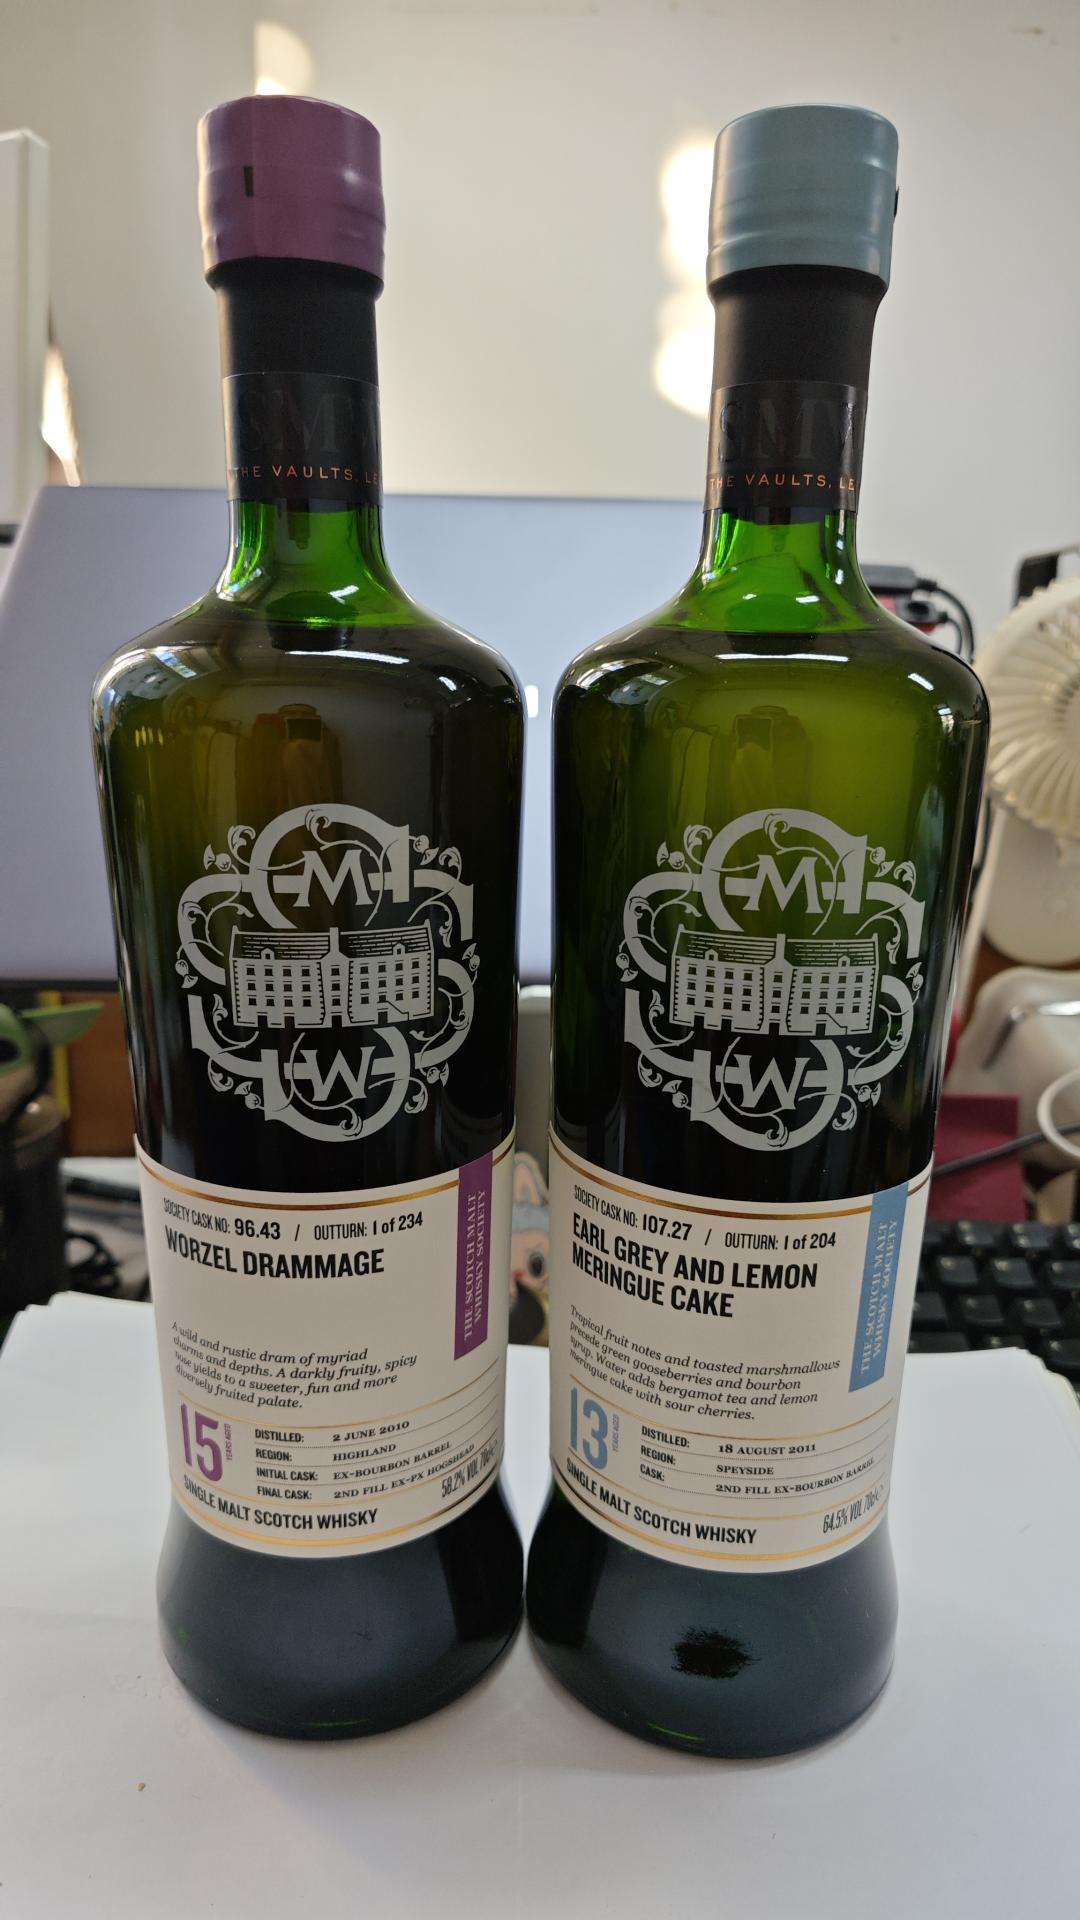 SMW
THE VAULTS, LE
SOCIETY CASK NO: 96.43 / OUTTURN: 1 of 234
WORZEL DRAMMAGE
A wild and rustic dram of myriad
charms and depths. A darkly fruity, spicy
nose yields to a sweeter, fun and more
diversely fruited palate.
15 YEARS AGED
DISTILLED: 2 JUNE 2010
REGION: HIGHLAND
INITIAL CASK: EX-BOURBON BARREL
FINAL CASK: 2ND FILL EX-PX HOGSHEAD
58.2% VOL 70cl e
SINGLE MALT SCOTCH WHISKY
THE SCOTCH MALT
WHISKY SOCIETY
SMW
THE VAULTS, LE
SOCIETY CASK NO: 107.27 / OUTTURN: 1 of 204
EARL GREY AND LEMON
MERINGUE CAKE
Tropical fruit notes and toasted marshmallows
precede green gooseberries and bourbon
syrup. Water adds bergamot tea and lemon
meringue cake with sour cherries.
13 YEARS AGED
DISTILLED: 18 AUGUST 2011
REGION: SPEYSIDE
CASK: 2ND FILL EX-BOURBON BARREL
64.5% VOL 70cl e
SINGLE MALT SCOTCH WHISKY
THE SCOTCH MALT
WHISKY SOCIETY